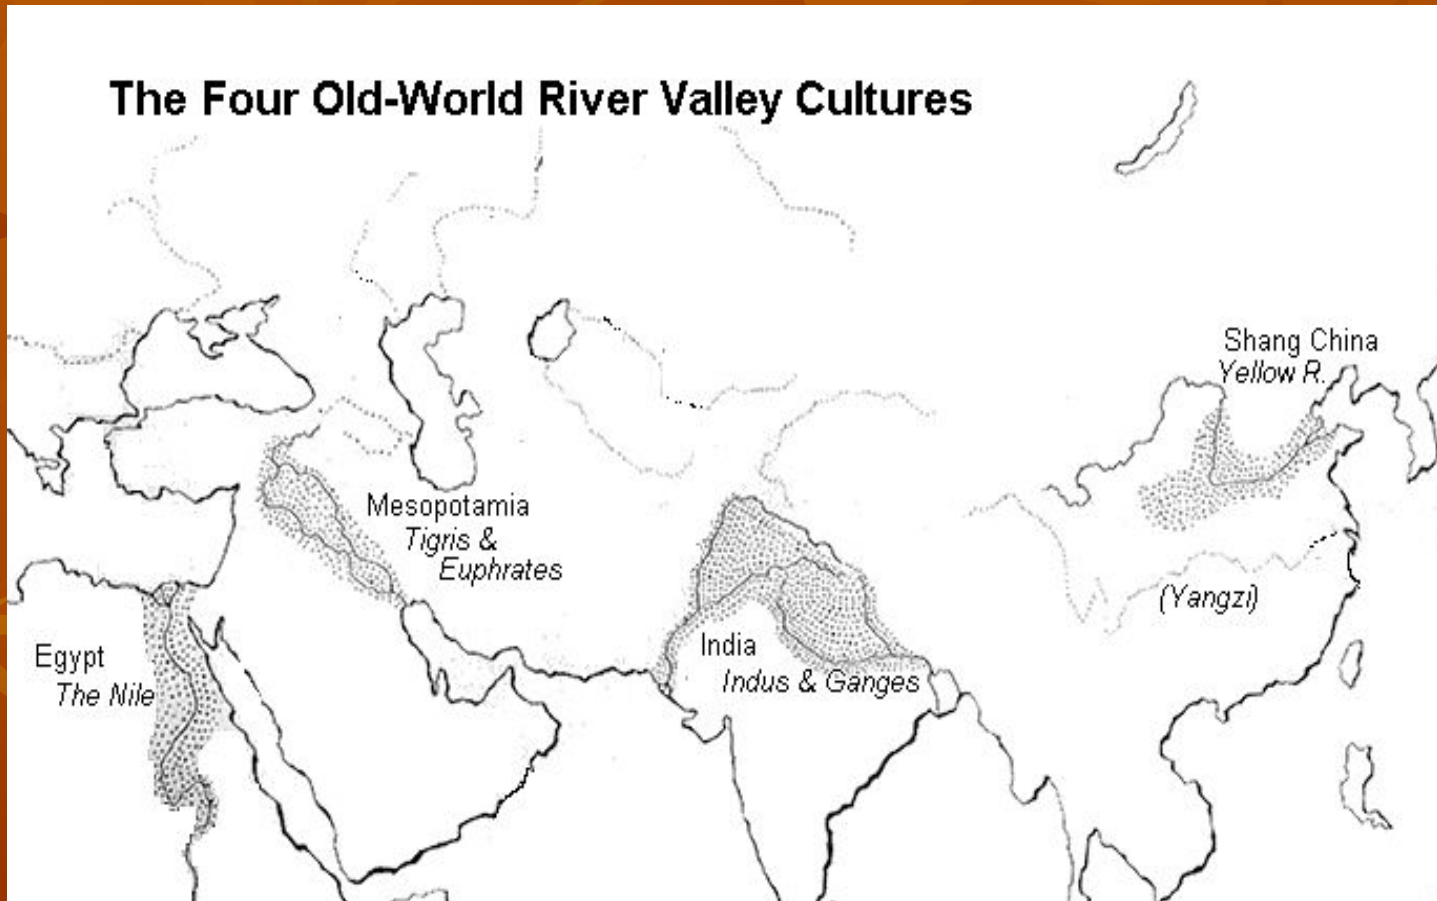 The Four Old-World River Valley Cultures
Shang China
Yellow R.
Mesopotamia
Tigris &
Euphrates
(Yangzi)
Egypt
The Nile
India
Indus & Ganges